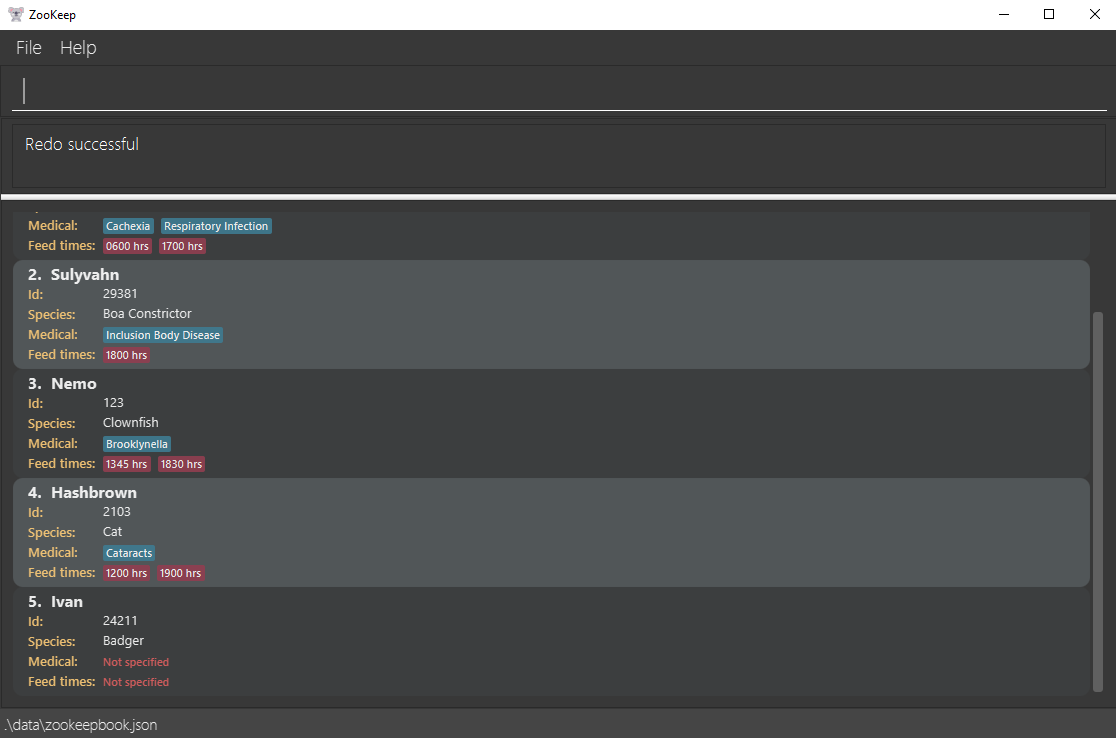 ZooKeep
File Help
Redo successful
Medical: Cachexia Respiratory Infection
Feed times: 0600 hrs 1700 hrs
2. Sulyvahn
Id: 29381
Species: Boa Constrictor
Medical: Inclusion Body Disease
Feed times: 1800 hrs
3. Nemo
Id: 123
Species: Clownfish
Medical: Brooklynella
Feed times: 1345 hrs 1830 hrs
4. Hashbrown
Id: 2103
Species: Cat
Medical: Cataracts
Feed times: 1200 hrs 1900 hrs
5. Ivan
Id: 24211
Species: Badger
Medical: Not specified
Feed times: Not specified
.\data\zookeepbook.json